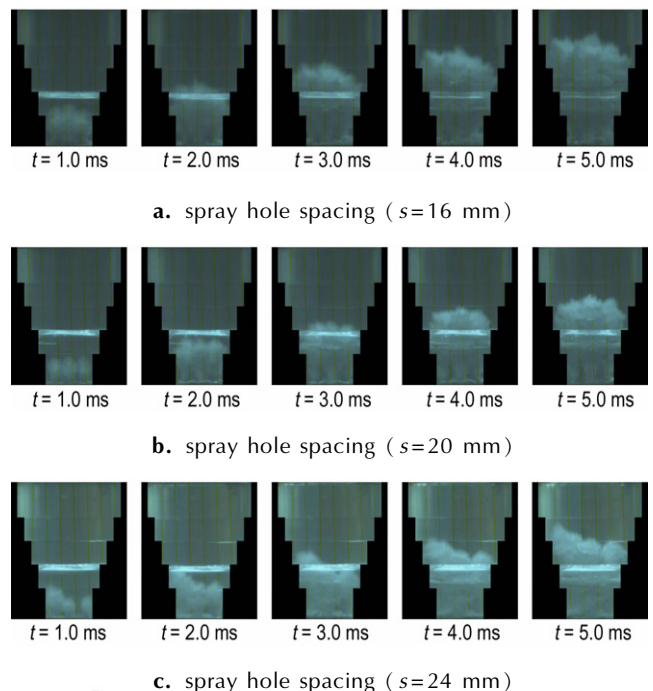 t = 1.0 ms t = 2.0 ms t = 3.0 ms t = 4.0 ms t = 5.0 ms
a. spray hole spacing ( s=16 mm)
t = 1.0 ms t = 2.0 ms t = 3.0 ms t = 4.0 ms t = 5.0 ms
b. spray hole spacing ( s=20 mm)
t = 1.0 ms t = 2.0 ms t = 3.0 ms t = 4.0 ms t = 5.0 ms
c. spray hole spacing ( s=24 mm)